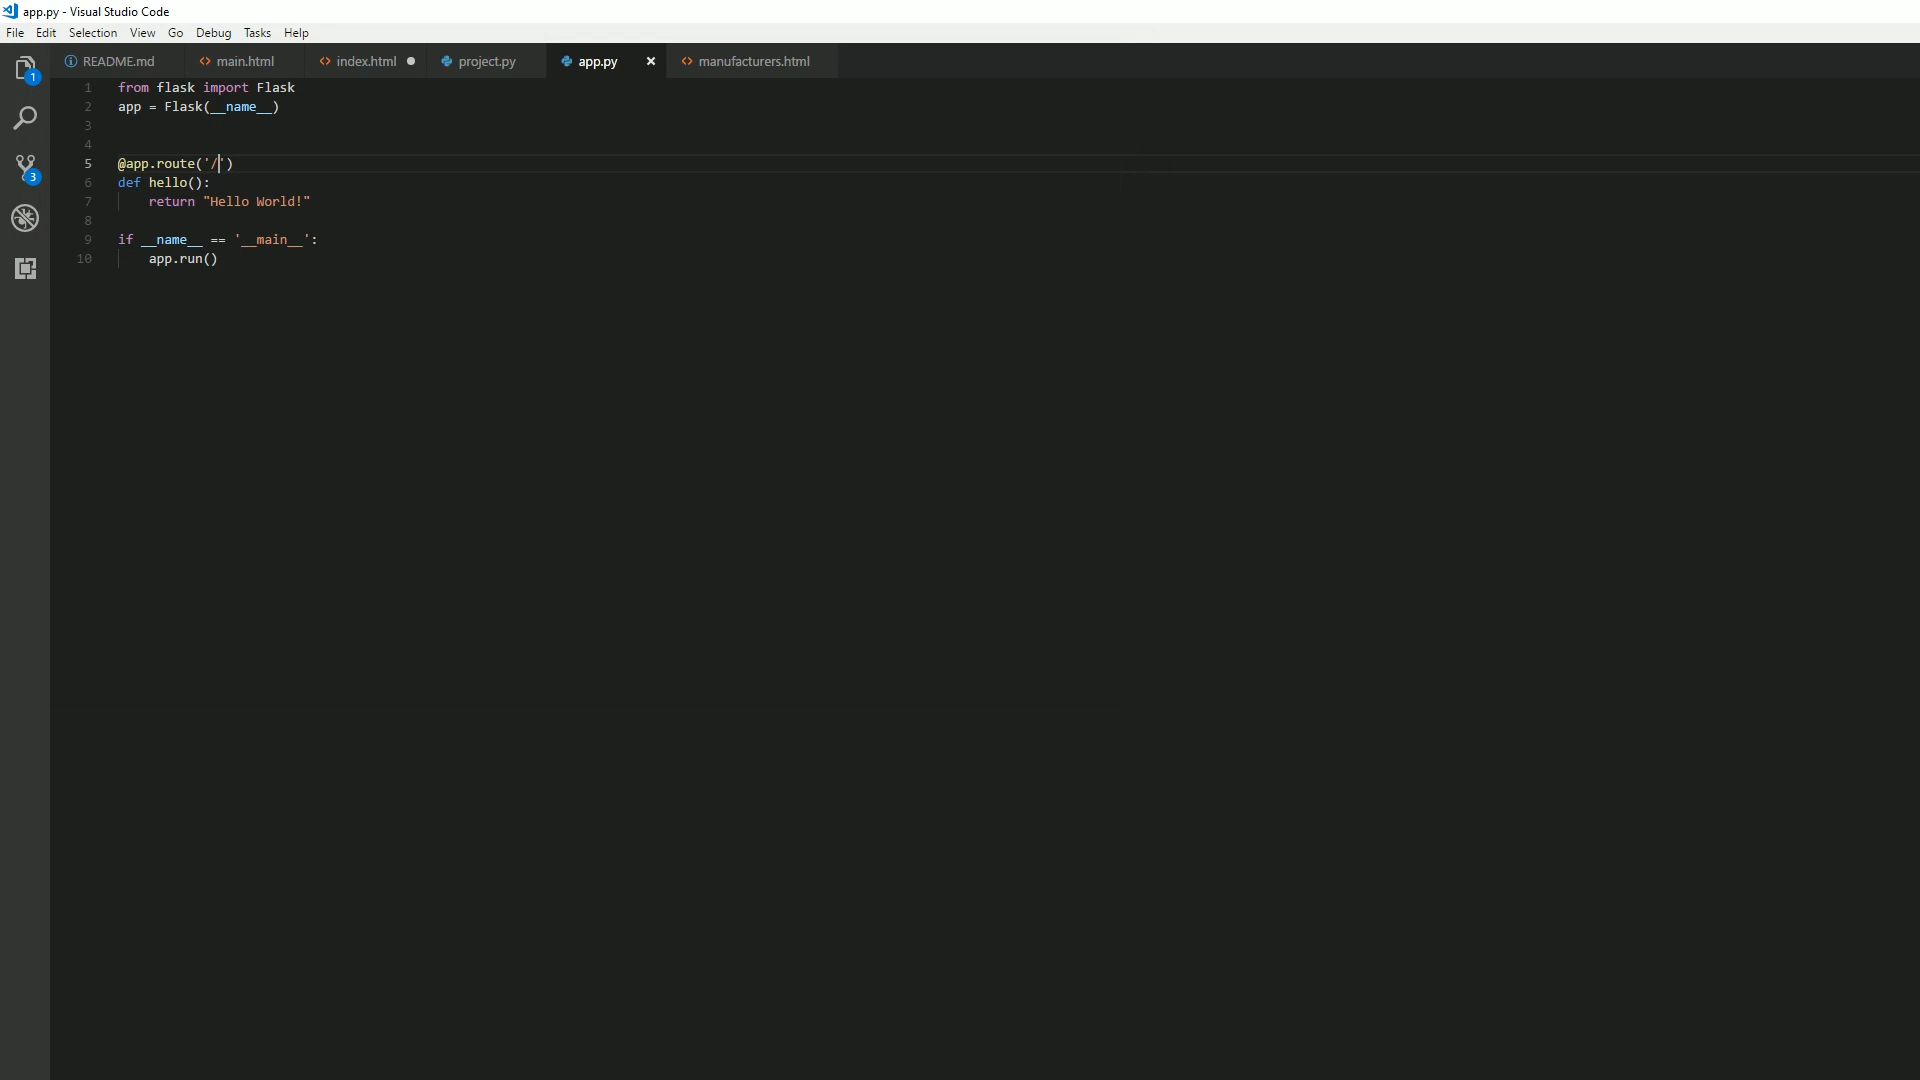 app.py - Visual Studio Code
File Edit Selection View Go Debug Tasks Help
README.md main.html index.html project.py app.py manufacturers.html
1 from flask import Flask
2 app = Flask(__name__)
3
4
5 @app.route('/')
6 def hello():
7 return "Hello World!"
8
9 if __name__ == '__main__':
10 app.run()
1
3